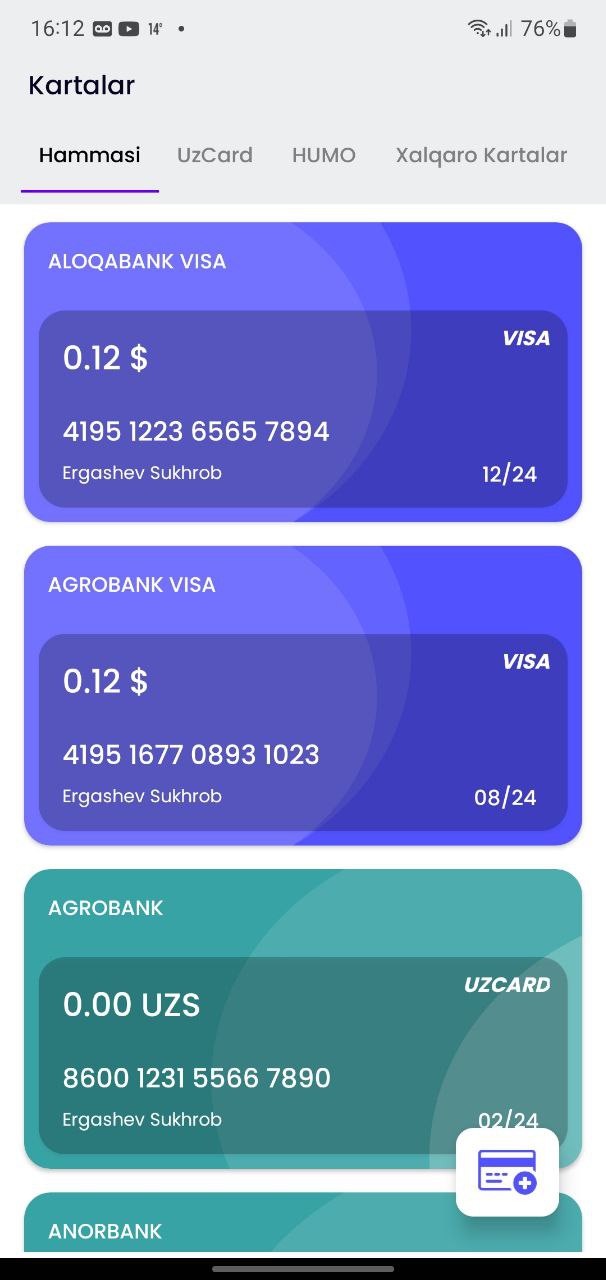 16:12 14° 76%
Kartalar
Hammasi UzCard HUMO Xalqaro Kartalar
ALOQABANK VISA
VISA
0.12 $
4195 1223 6565 7894
Ergashev Sukhrob 12/24
AGROBANK VISA
VISA
0.12 $
4195 1677 0893 1023
Ergashev Sukhrob 08/24
AGROBANK
UZCARD
0.00 UZS
8600 1231 5566 7890
Ergashev Sukhrob 02/24
ANORBANK